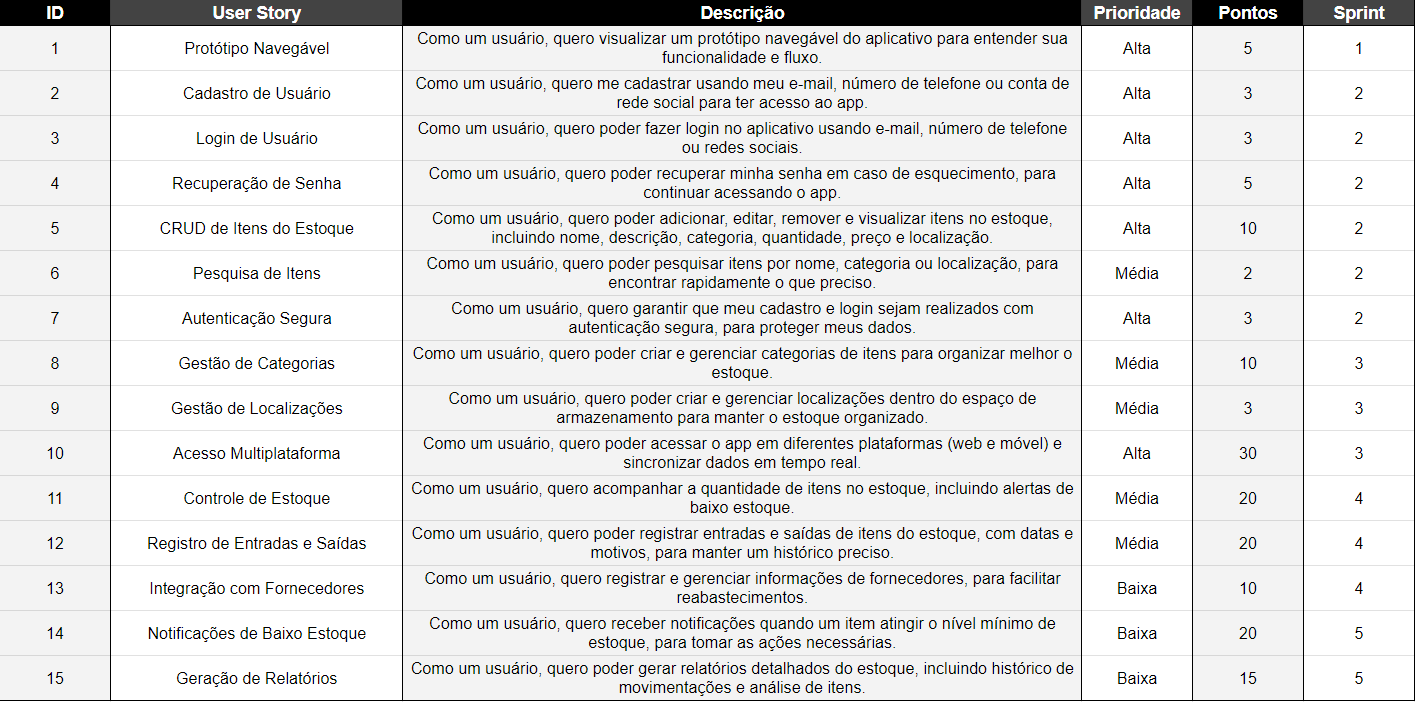 ID User Story Descrição Prioridade Pontos Sprint
1 Protótipo Navegável Como um usuário, quero visualizar um protótipo navegável do aplicativo para entender sua Alta 5 1
funcionalidade e fluxo.
2 Cadastro de Usuário Como um usuário, quero me cadastrar usando meu e-mail, número de telefone ou conta de Alta 3 2
rede social para ter acesso ao app.
3 Login de Usuário Como um usuário, quero poder fazer login no aplicativo usando e-mail, número de telefone Alta 3 2
ou redes sociais.
4 Recuperação de Senha Como um usuário, quero poder recuperar minha senha em caso de esquecimento, para Alta 5 2
continuar acessando o app.
5 CRUD de Itens do Estoque Como um usuário, quero poder adicionar, editar, remover e visualizar itens no estoque, Alta 10 2
incluindo nome, descrição, categoria, quantidade, preço e localização.
6 Pesquisa de Itens Como um usuário, quero poder pesquisar itens por nome, categoria ou localização, para Média 2 2
encontrar rapidamente o que preciso.
7 Autenticação Segura Como um usuário, quero garantir que meu cadastro e login sejam realizados com Alta 3 2
autenticação segura, para proteger meus dados.
8 Gestão de Categorias Como um usuário, quero poder criar e gerenciar categorias de itens para organizar melhor o Média 10 3
estoque.
9 Gestão de Localizações Como um usuário, quero poder criar e gerenciar localizações dentro do espaço de Média 3 3
armazenamento para manter o estoque organizado.
10 Acesso Multiplataforma Como um usuário, quero poder acessar o app em diferentes plataformas (web e móvel) e Alta 30 3
sincronizar dados em tempo real.
11 Controle de Estoque Como um usuário, quero acompanhar a quantidade de itens no estoque, incluindo alertas de Média 20 4
baixo estoque.
12 Registro de Entradas e Saídas Como um usuário, quero poder registrar entradas e saídas de itens do estoque, com datas e Média 20 4
motivos, para manter um histórico preciso.
13 Integração com Fornecedores Como um usuário, quero registrar e gerenciar informações de fornecedores, para facilitar Baixa 10 4
reabastecimentos.
14 Notificações de Baixo Estoque Como um usuário, quero receber notificações quando um item atingir o nível mínimo de Baixa 20 5
estoque, para tomar as ações necessárias.
15 Geração de Relatórios Como um usuário, quero poder gerar relatórios detalhados do estoque, incluindo histórico de Baixa 15 5
movimentações e análise de itens.